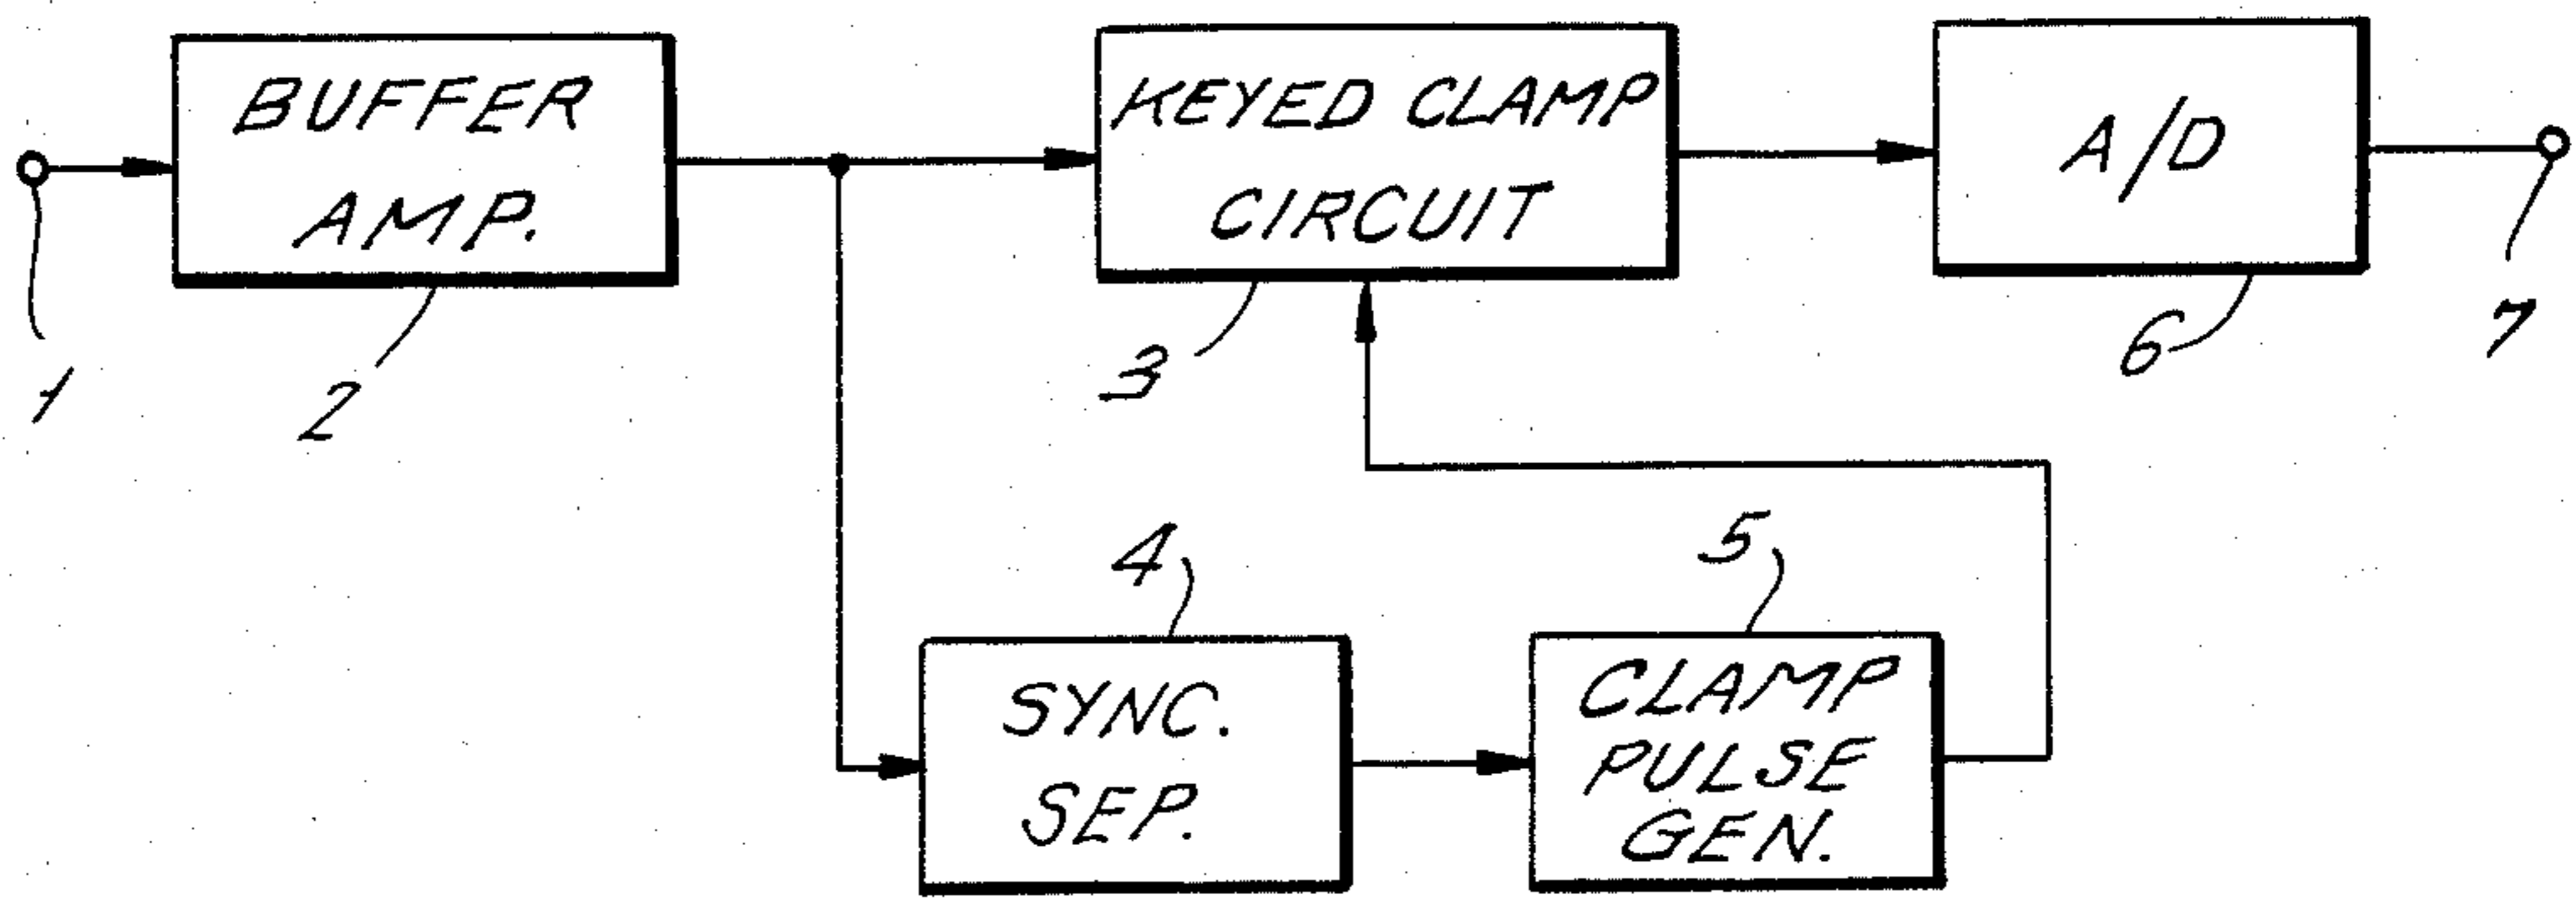 BUFFER
AMP.
KEYED CLAMP
CIRCUIT
A/D
1
2
3
6
7
4
5
SYNC.
SEP.
CLAMP
PULSE
GEN.